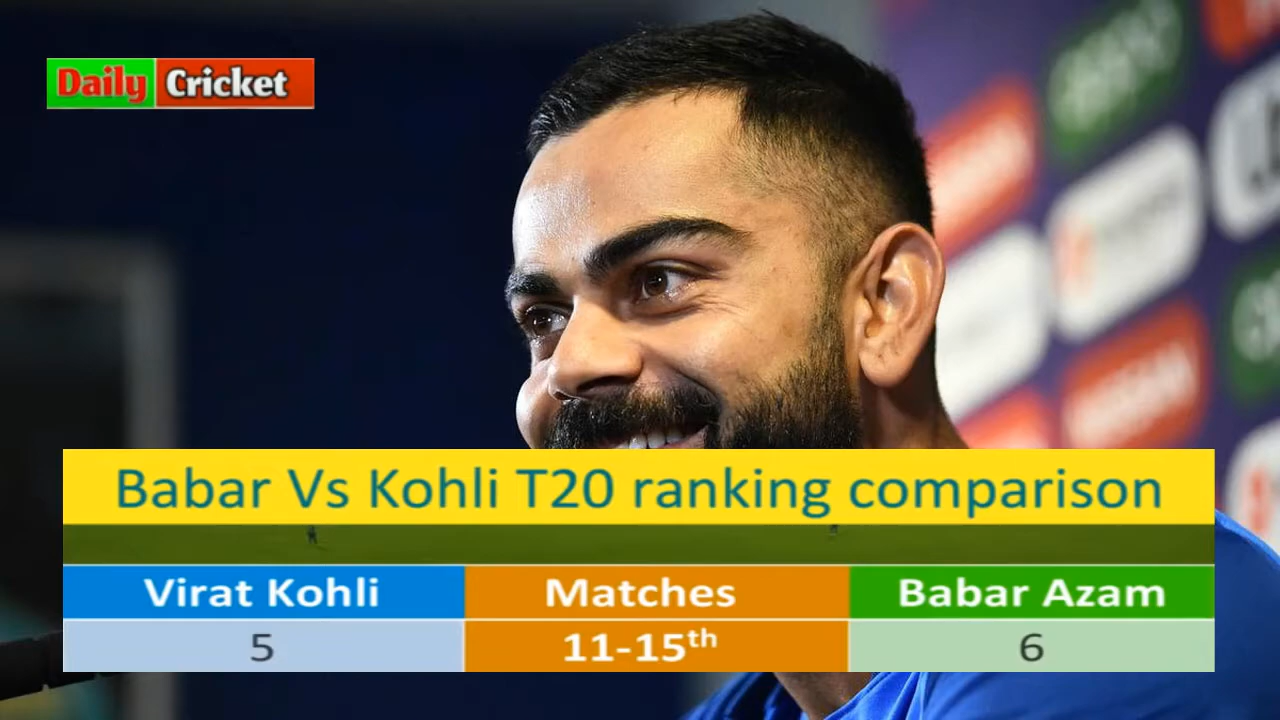 Daily Cricket
Babar Vs Kohli T20 ranking comparison
Virat Kohli Matches Babar Azam
5 11-15th 6